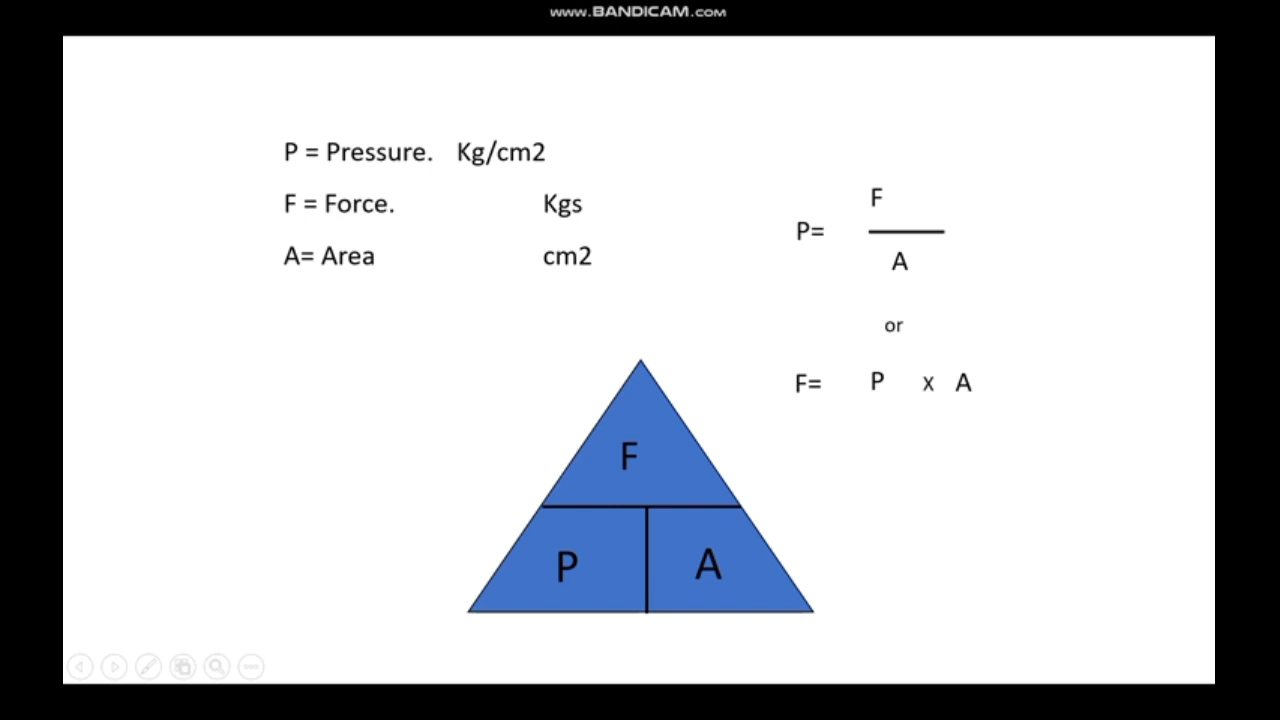 www.BANDICAM.com
P = Pressure. Kg/cm2
F = Force. Kgs
A= Area cm2
F
P=
A
or
F= P x A
F
P A